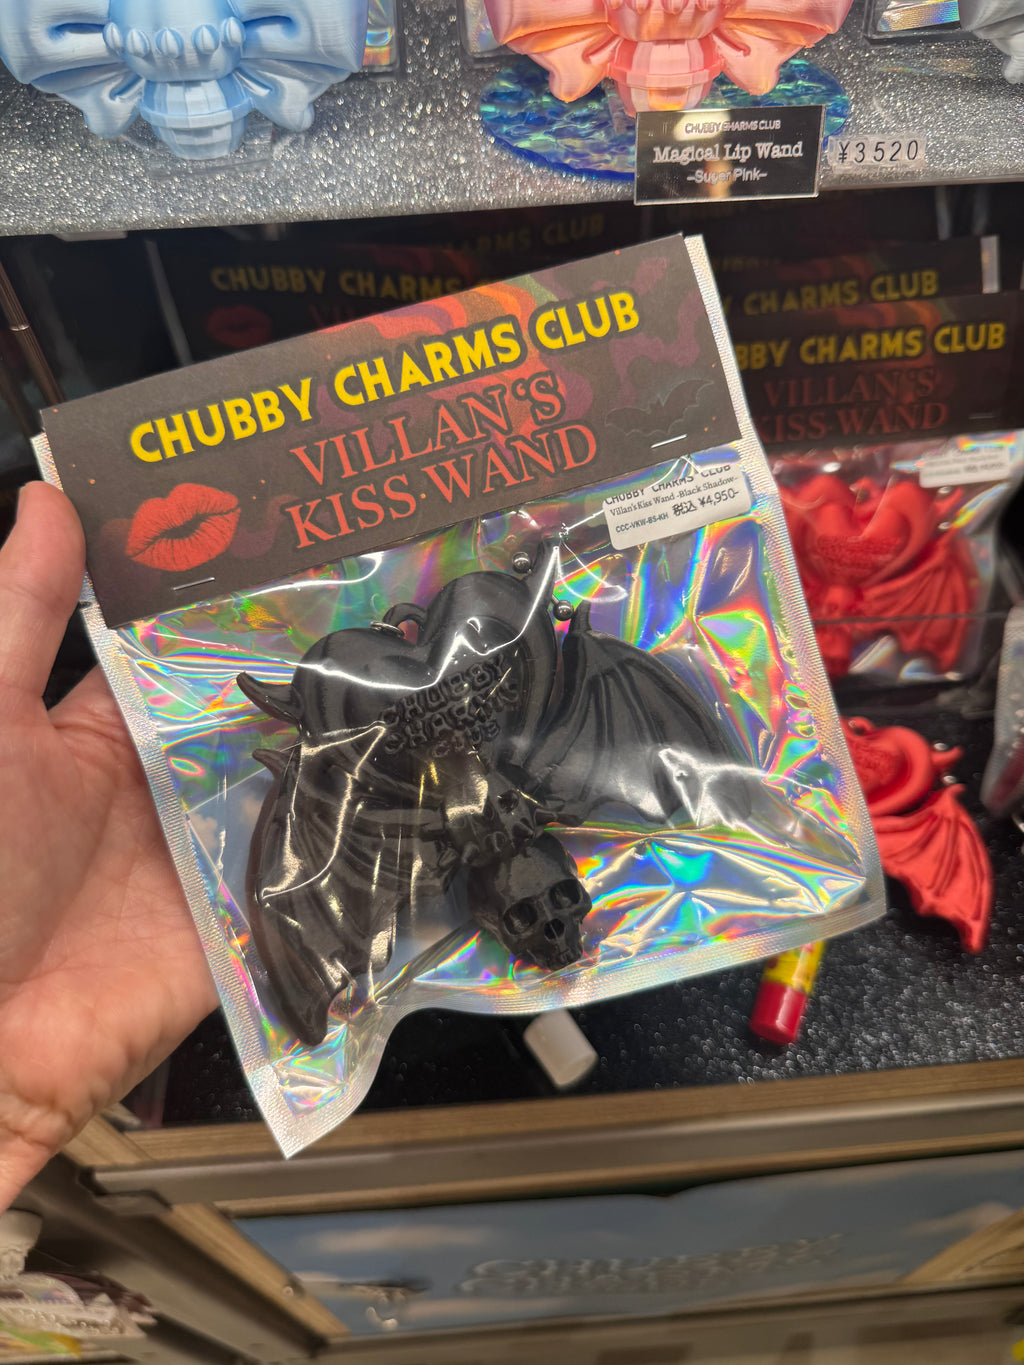 CHUBBY CHARMS CLUB
Magical Lip Wand
-Sugar Pink-
¥3520
CHARMS CLUB
CHUBBY CHARMS
CHARMS CLUB
BBY CHARMS CLUB
VILLAN'S
KISS·WAND
CHUBBY CHARMS CLUB
VILLAN'S
KISS·WAND
CHUBBY CHARMS CLUB
Villan's Kiss Wand -Black Shadow-
CCC-VKW-BS-KH 税込 ¥4,950-
CHUBBY
CHARMS
CLUB
CHUBBY